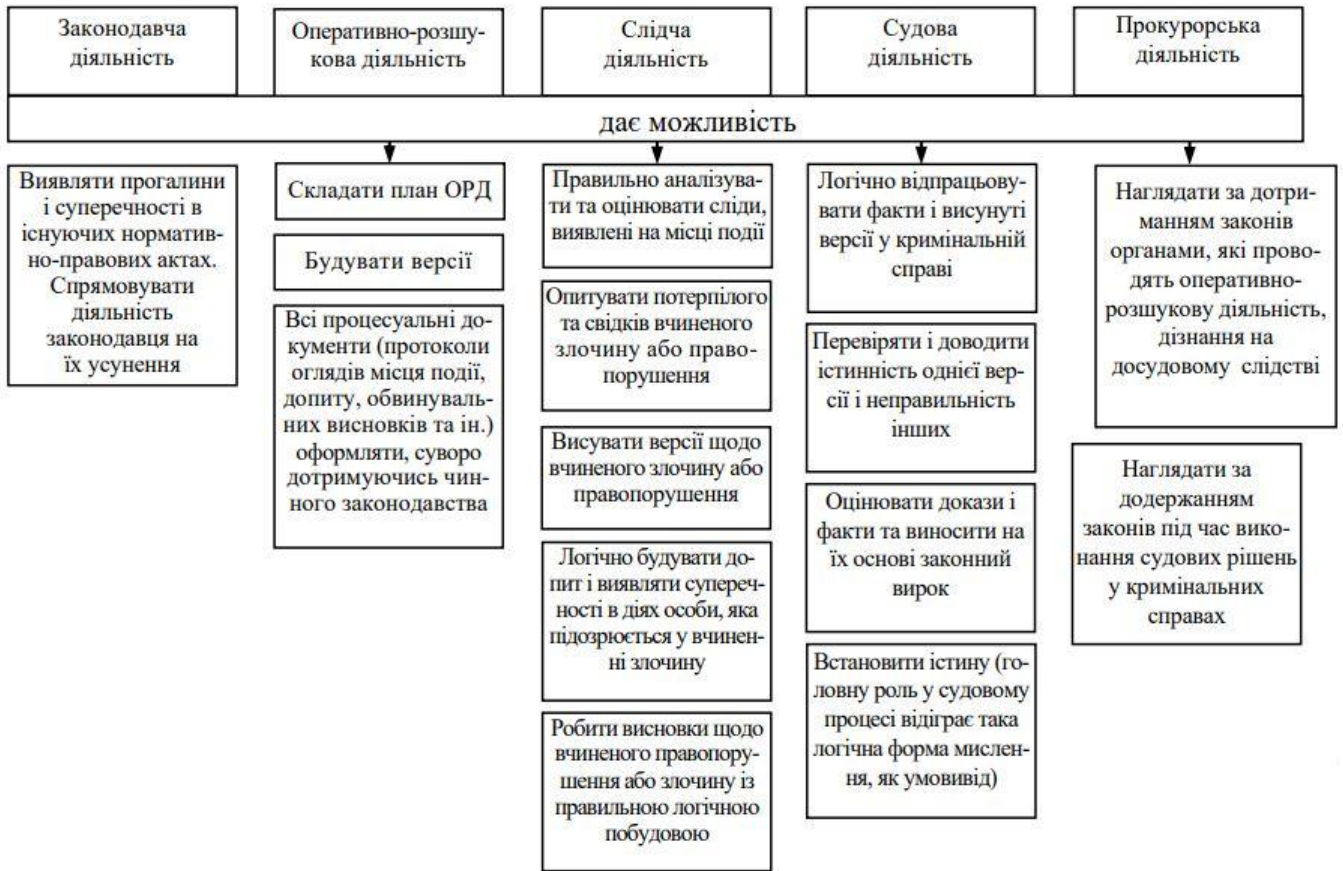 Законодавча
діяльність
Оперативно-розшу-
кова діяльність
Слідча
діяльність
Судова
діяльність
Прокурорська
діяльність
дає можливість
Виявляти прогалини
і суперечності в
існуючих норматив-
но-правових актах.
Спрямовувати
діяльність
законодавця на
їх усунення
Складати план ОРД
Будувати версії
Всі процесуальні до-
кументи (протоколи
оглядів місця події,
допиту, обвинуваль-
них висновків та ін.)
оформляти, суворо
дотримуючись чин-
ного законодавства
Правильно аналізува-
ти та оцінювати сліди,
виявлені на місці події
Опитувати потерпілого
та свідків вчиненого
злочину або право-
порушення
Висувати версії щодо
вчиненого злочину або
правопорушення
Логічно будувати до-
пит і виявляти супереч-
ності в діях особи, яка
підозрюється у вчинен-
ні злочину
Робити висновки щодо
вчиненого правопору-
шення або злочину із
правильною логічною
побудовою
Логічно відпрацьову-
вати факти і висунуті
версії у кримінальній
справі
Перевіряти і доводити
істинність однієї вер-
сії і неправильність
інших
Оцінювати докази і
факти та виносити на
їх основі законний
вирок
Встановити істину (го-
ловну роль у судовому
процесі відіграє така
логічна форма мислен-
ня, як умовивід)
Наглядати за дотри-
манням законів
органами, які прово-
дять оперативно-
розшукову діяльність,
дізнання на
досудовому слідстві
Наглядати за
додержанням
законів під час вико-
нання судових рішень
у кримінальних
справах